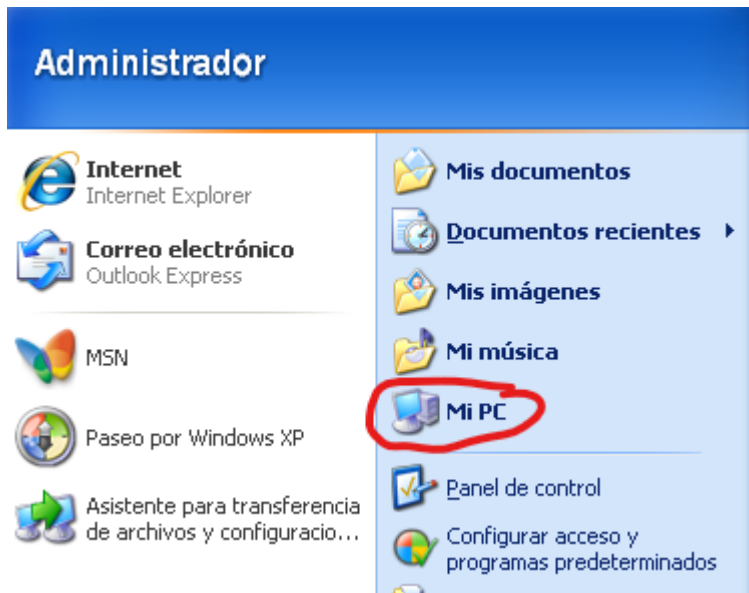 Administrador
Internet
Internet Explorer
Correo electrónico
Outlook Express
MSN
Paseo por Windows XP
Asistente para transferencia
de archivos y configuracio...
Mis documentos
Documentos recientes
Mis imágenes
Mi música
Mi PC
Panel de control
Configurar acceso y
programas predeterminados